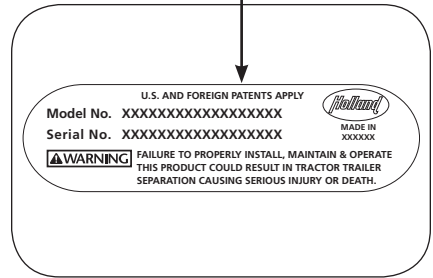 U.S. AND FOREIGN PATENTS APPLY
Holland
Model No. XXXXXXXXXXXXXXXXXX
Serial No. XXXXXXXXXXXXXXXXXX
MADE IN
XXXXXX
WARNING FAILURE TO PROPERLY INSTALL, MAINTAIN & OPERATE
THIS PRODUCT COULD RESULT IN TRACTOR TRAILER
SEPARATION CAUSING SERIOUS INJURY OR DEATH.